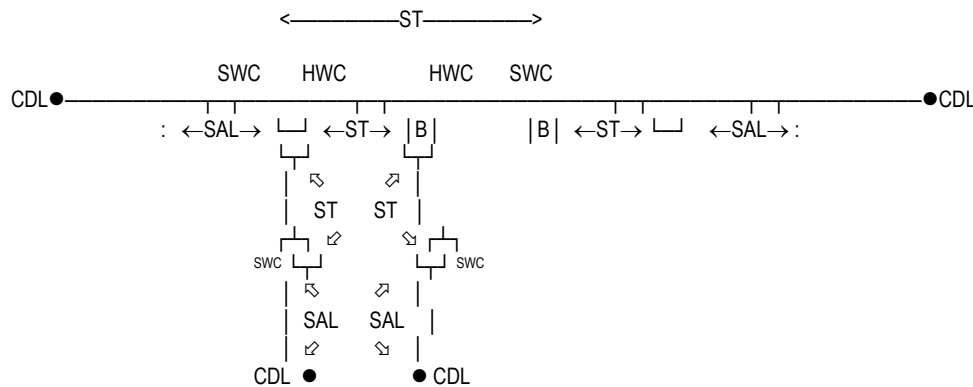 <————————ST————————>
SWC HWC HWC SWC
CDL CDL
: ←SAL→ ←ST→ |B| |B| ←ST→ ←SAL→ :
ST ST
SWC SWC
SAL SAL
CDL CDL